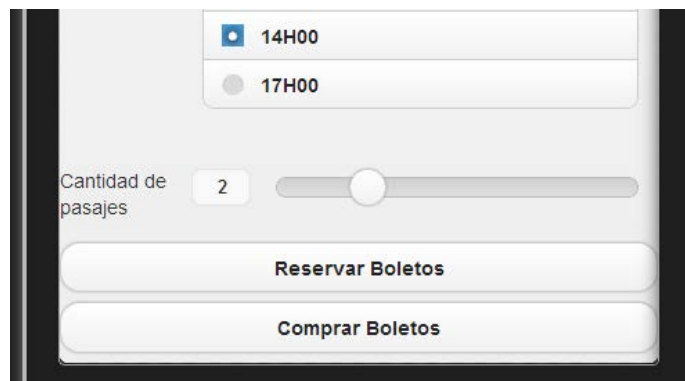 14H00
17H00
Cantidad de
pasajes
2
Reservar Boletos
Comprar Boletos